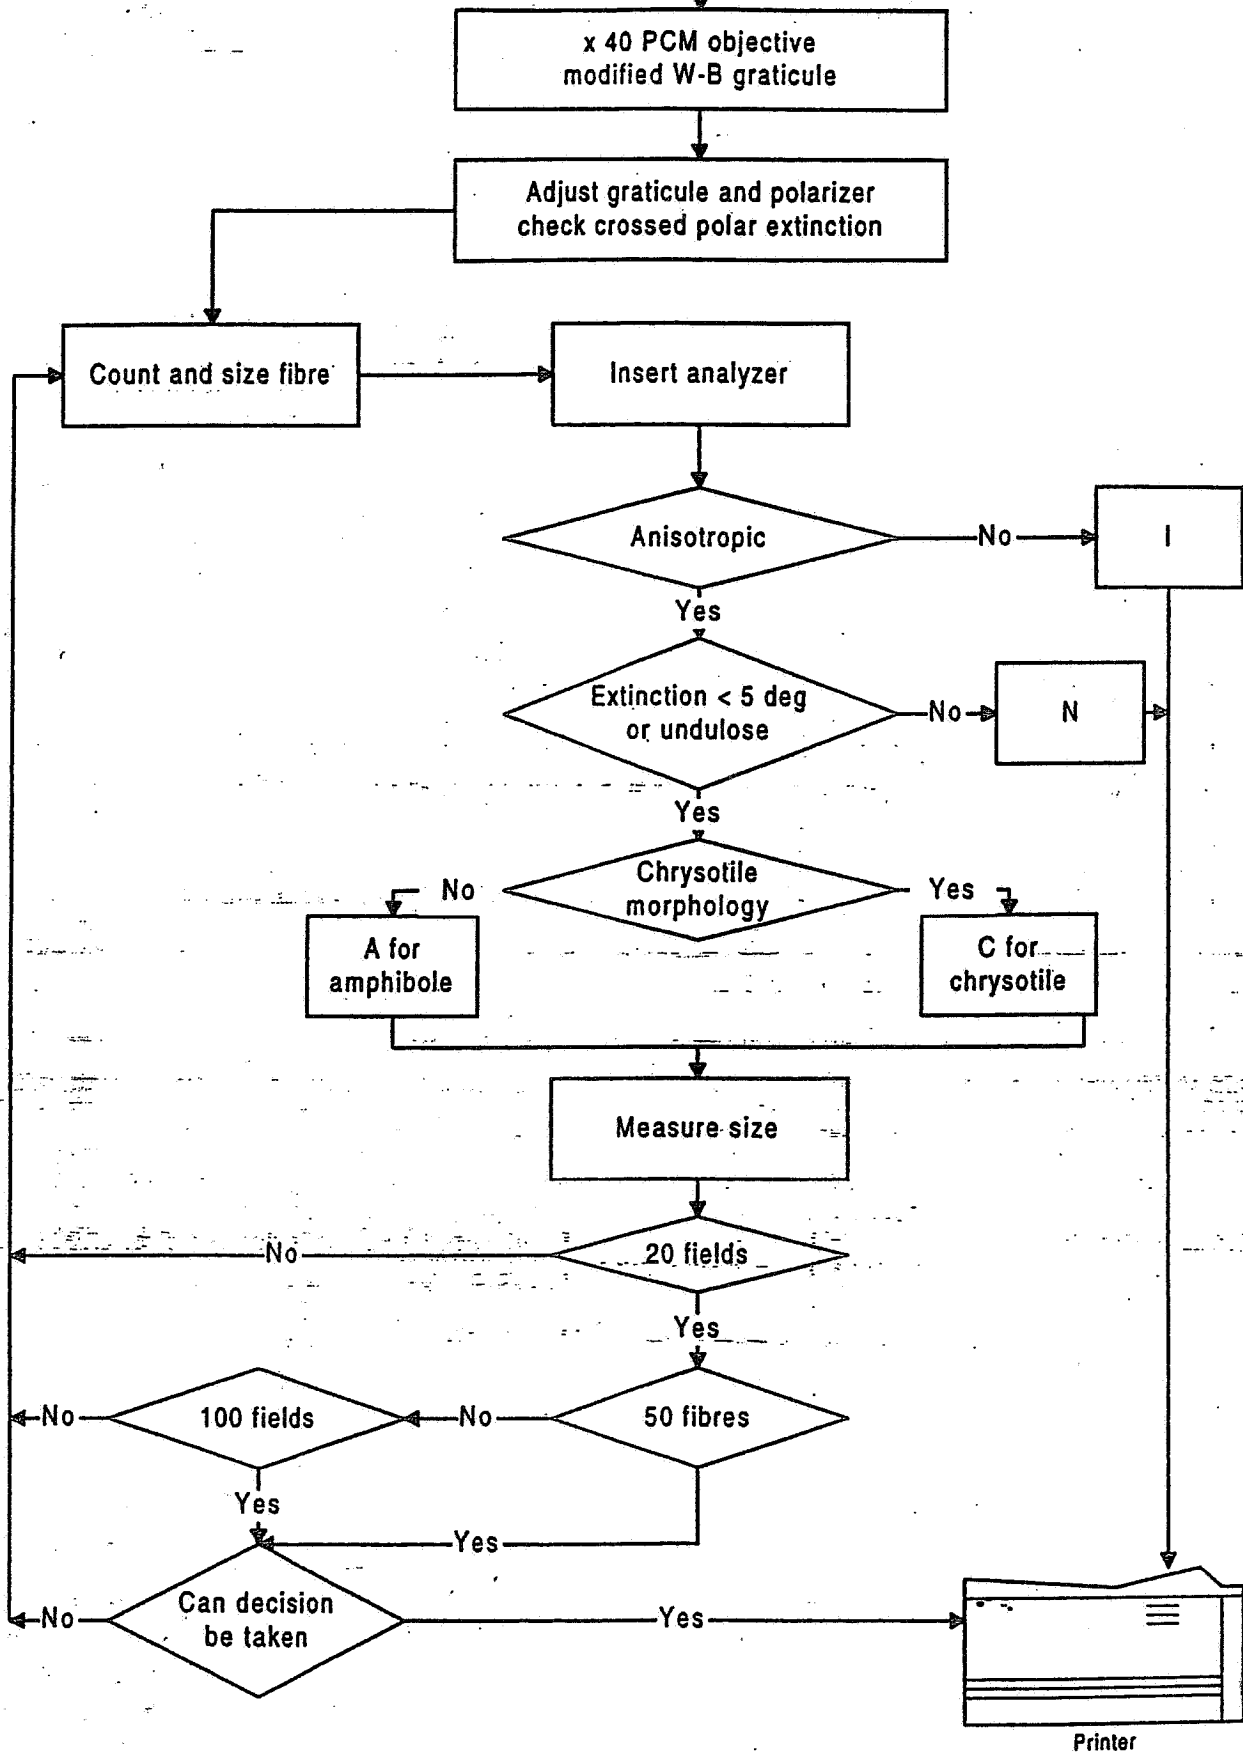 x 40 PCM objective
modified W-B graticule
Adjust graticule and polarizer
check crossed polar extinction
Count and size fibre
Insert analyzer
Anisotropic
No
I
Yes
Extinction < 5 deg
or undulose
No
N
Yes
Chrysotile
morphology
No
Yes
A for
amphibole
C for
chrysotile
Measure size
20 fields
No
Yes
50 fibres
No
100 fields
No
Yes
Yes
Can decision
be taken
No
Yes
Printer